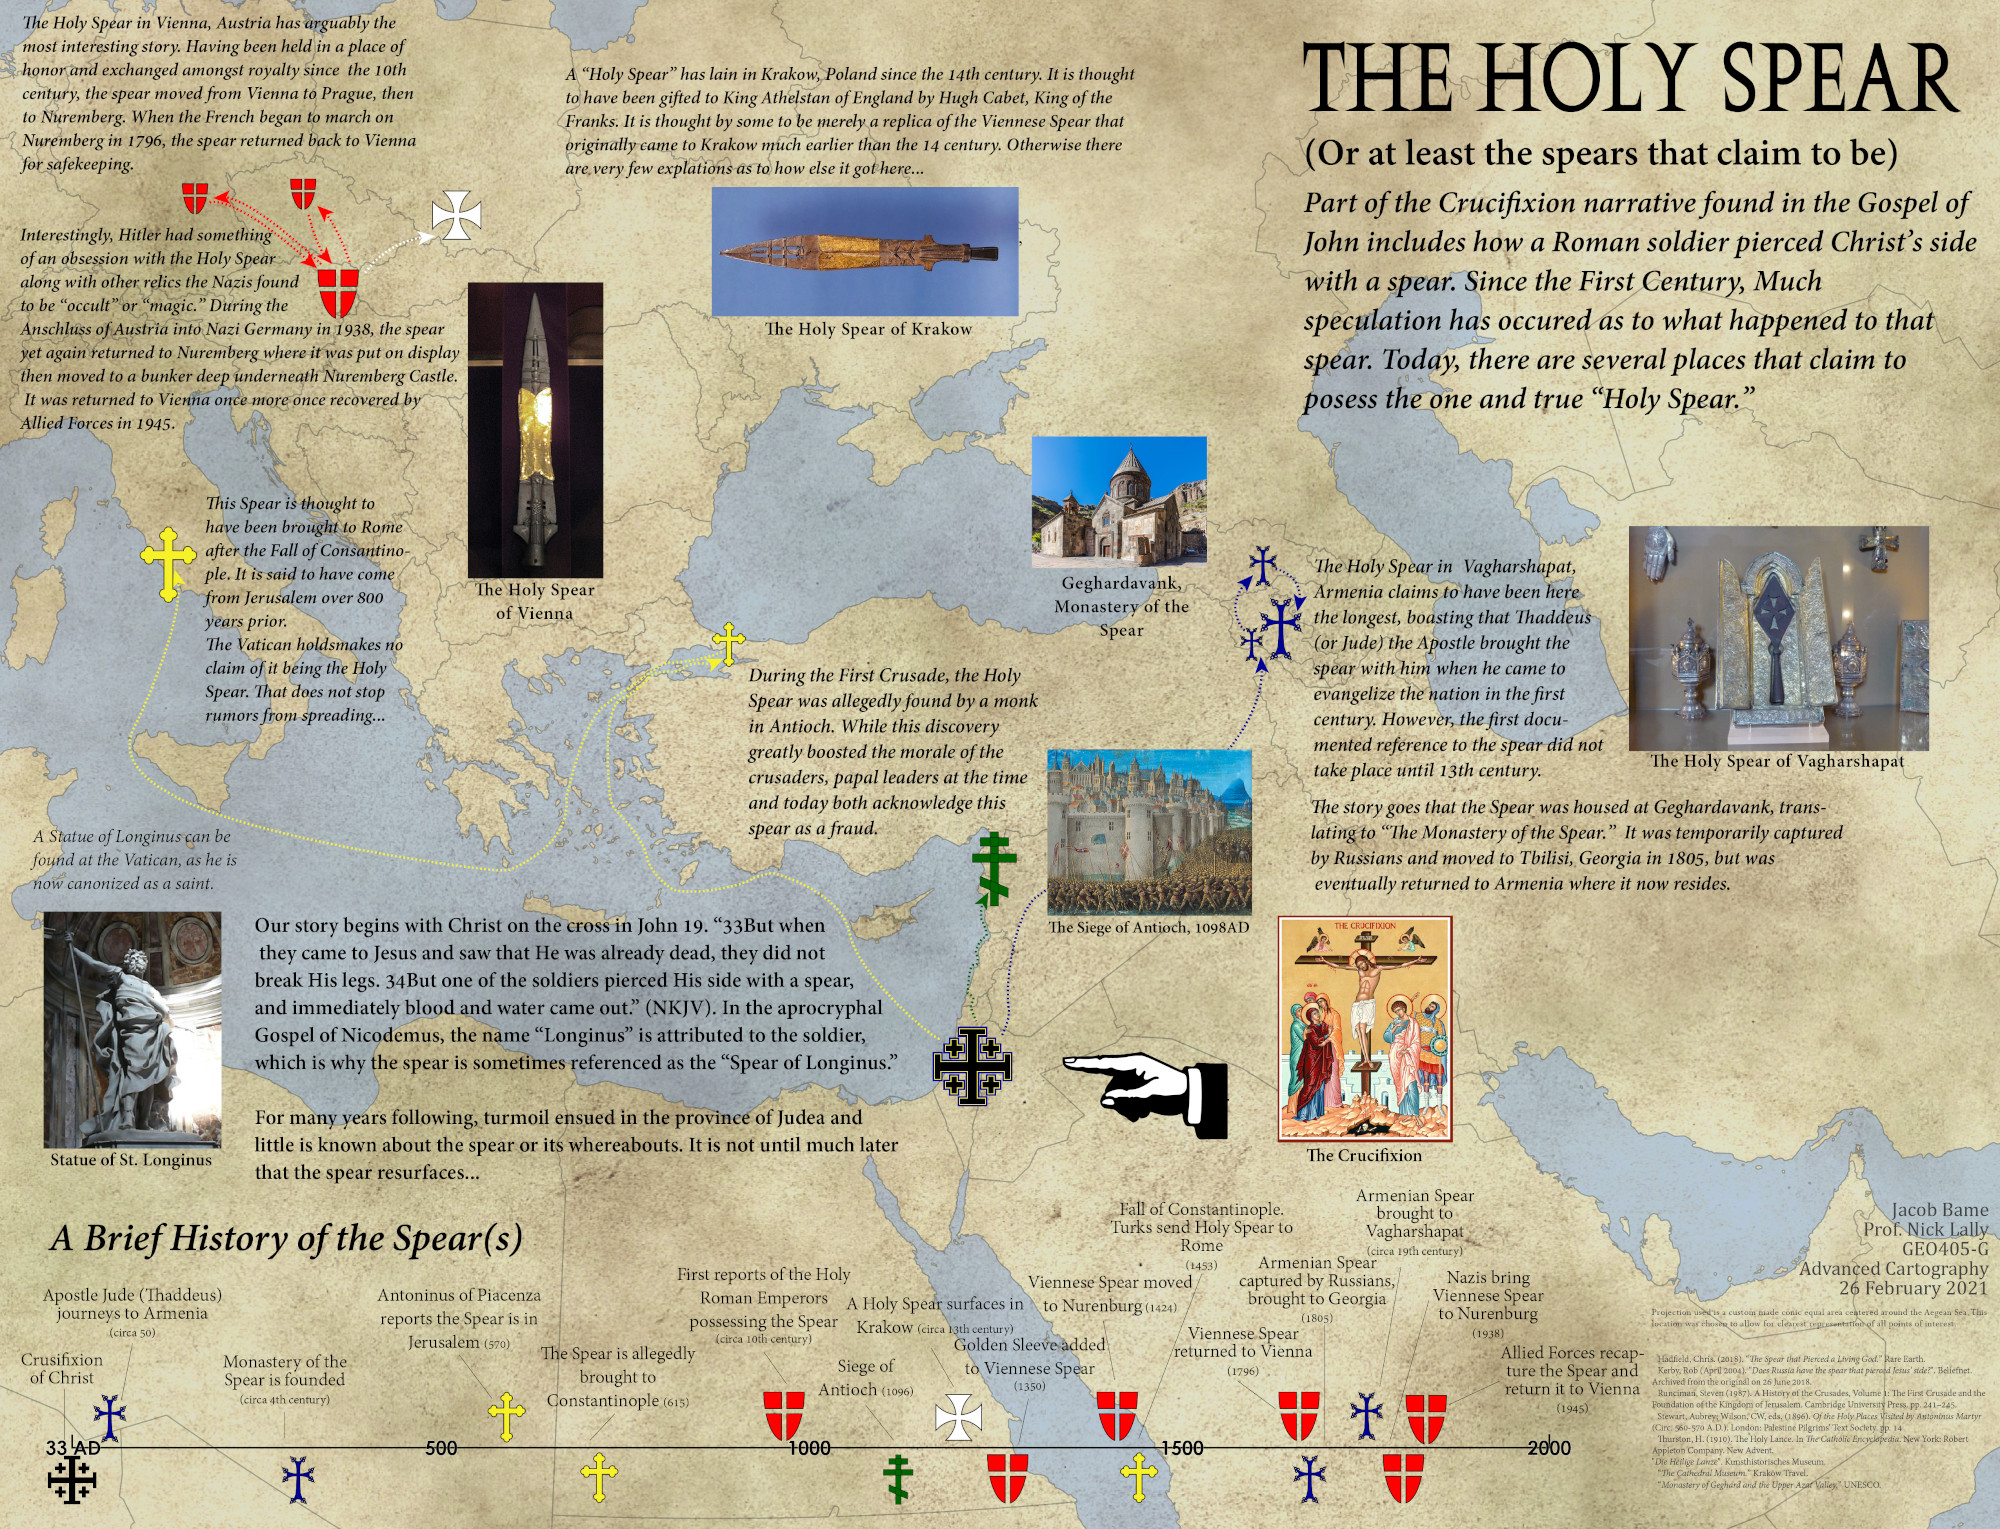 The Holy Spear in Vienna, Austria has arguably the
most interesting story. Having been held in a place of
honor and exchanged amongst royalty since the 10th
century, the spear moved from Vienna to Prague, then
to Nuremberg. When the French began to march on
Nuremberg in 1796, the spear returned back to Vienna
for safekeeping.
Interestingly, Hitler had something
of an obsession with the Holy Spear
along with other relics the Nazis found
to be “occult” or “magic.” During the
Anschluss of Austria into Nazi Germany in 1938, the spear
yet again returned to Nuremberg where it was put on display
then moved to a bunker deep underneath Nuremberg Castle.
It was returned to Vienna once more once recovered by
Allied Forces in 1945.
A “Holy Spear” has lain in Krakow, Poland since the 14th century. It is thought
to have been gifted to King Athelstan of England by Hugh Cabet, King of the
Franks. It is thought by some to be merely a replica of the Viennese Spear that
originally came to Krakow much earlier than the 14 century. Otherwise there
are very few explations as to how else it got here...
The Holy Spear of Krakow
THE HOLY SPEAR
(Or at least the spears that claim to be)
Part of the Crucifixion narrative found in the Gospel of
John includes how a Roman soldier pierced Christ’s side
with a spear. Since the First Century, Much
speculation has occured as to what happened to that
spear. Today, there are several places that claim to
posess the one and true “Holy Spear.”
The Holy Spear
of Vienna
This Spear is thought to
have been brought to Rome
after the Fall of Consantino-
ple. It is said to have come
from Jerusalem over 800
years prior.
The Vatican holdsmakes no
claim of it being the Holy
Spear. That does not stop
rumors from spreading...
Geghardavank,
Monastery of the
Spear
The Holy Spear in Vagharshapat,
Armenia claims to have been here
the longest, boasting that Thaddeus
(or Jude) the Apostle brought the
spear with him when he came to
evangelize the nation in the first
century. However, the first docu-
mented reference to the spear did not
take place until 13th century.
The Holy Spear of Vagharshapat
The story goes that the Spear was housed at Geghardavank, trans-
lating to “The Monastery of the Spear.” It was temporarily captured
by Russians and moved to Tbilisi, Georgia in 1805, but was
eventually returned to Armenia where it now resides.
During the First Crusade, the Holy
Spear was allegedly found by a monk
in Antioch. While this discovery
greatly boosted the morale of the
crusaders, papal leaders at the time
and today both acknowledge this
spear as a fraud.
The Siege of Antioch, 1098AD
A Statue of Longinus can be
found at the Vatican, as he is
now canonized as a saint.
Statue of St. Longinus
Our story begins with Christ on the cross in John 19. “33But when
they came to Jesus and saw that He was already dead, they did not
break His legs. 34But one of the soldiers pierced His side with a spear,
and immediately blood and water came out.” (NKJV). In the aprocryphal
Gospel of Nicodemus, the name “Longinus” is attributed to the soldier,
which is why the spear is sometimes referenced as the “Spear of Longinus.”
For many years following, turmoil ensued in the province of Judea and
little is known about the spear or its whereabouts. It is not until much later
that the spear resurfaces...
THE CRUCIFIXION
The Crucifixion
A Brief History of the Spear(s)
Crusifixion
of Christ
Apostle Jude (Thaddeus)
journeys to Armenia
(circa 50)
Monastery of the
Spear is founded
(circa 4th century)
Antoninus of Piacenza
reports the Spear is in
Jerusalem (570)
The Spear is allegedly
brought to
Constantinople (615)
First reports of the Holy
Roman Emperors
possessing the Spear
(circa 10th century)
Siege of
Antioch (1096)
A Holy Spear surfaces in
Krakow (circa 13th century)
Golden Sleeve added
to Viennese Spear
(1350)
Viennese Spear moved
to Nurenburg (1424)
Fall of Constantinople.
Turks send Holy Spear to
Rome
(1453)
Viennese Spear
returned to Vienna
(1796)
Armenian Spear
captured by Russians,
brought to Georgia
(1805)
Armenian Spear
brought to
Vagharshapat
(circa 19th century)
Nazis bring
Viennese Spear
to Nurenburg
(1938)
Allied Forces recap-
ture the Spear and
return it to Vienna
(1945)
33 AD
500
1000
1500
2000
Jacob Bame
Prof. Nick Lally
GEO405-G
Advanced Cartography
26 February 2021
Projection used is a custom made conic equal area centered around the Aegean Sea. This
location was chosen to allow for clearest representation of all points of interest.
Hadfield, Chris. (2018). “The Spear that Pierced a Living God.” Rare Earth.
Kerby, Rob (April 2004). “Does Russia have the spear that pierced Jesus’ side?”. Beliefnet.
Archived from the original on 26 June 2018.
Runciman, Steven (1987). A History of the Crusades, Volume 1: The First Crusade and the
Foundation of the Kingdom of Jerusalem. Cambridge University Press. pp. 241–245.
Stewart, Aubrey; Wilson, CW, eds. (1896). Of the Holy Places Visited by Antoninus Martyr
(Circ. 560-570 A.D.). London: Palestine Pilgrims’ Text Society. pp. 14
Thurston, H. (1910). The Holy Lance. In The Catholic Encyclopedia. New York: Robert
Appleton Company. New Advent.
“Die Heilige Lanze”. Kunsthistorisches Museum.
“The Cathedral Museum.” Krakow Travel.
“Monastery of Geghard and the Upper Azat Valley.” UNESCO.